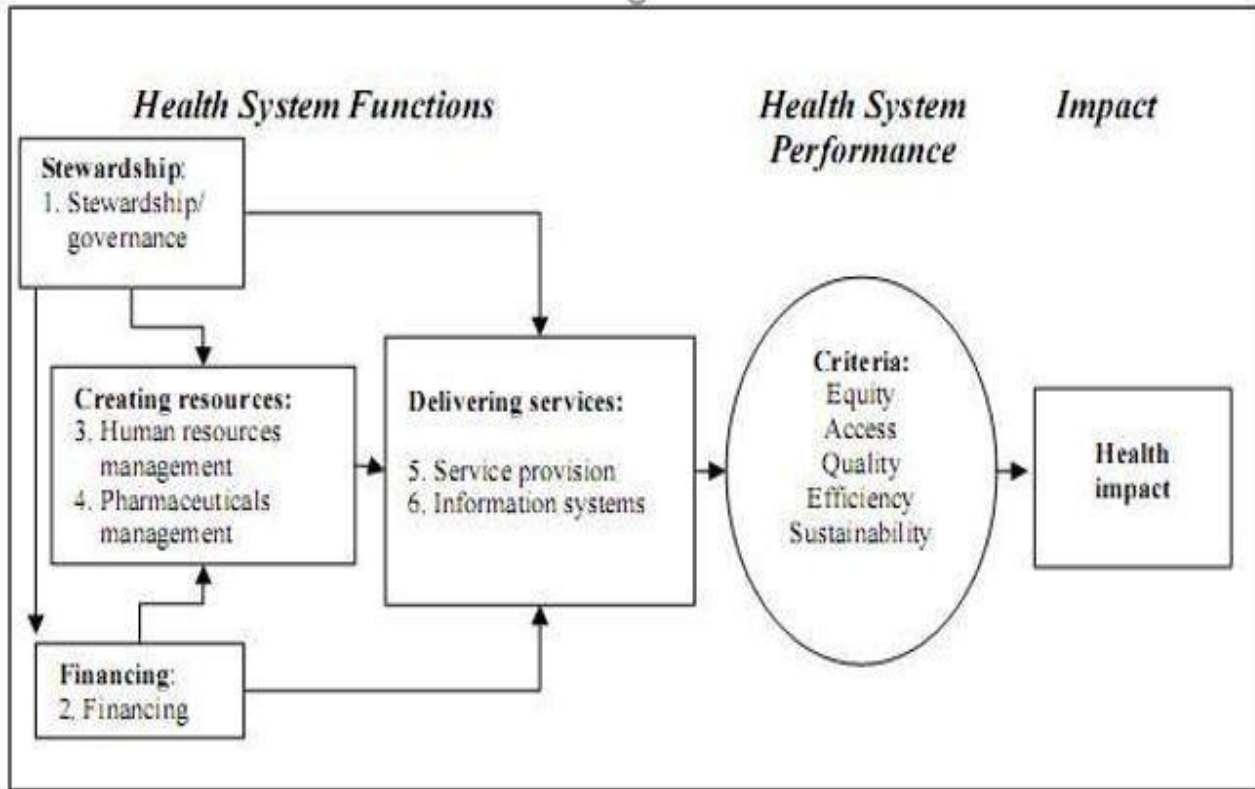 Health System Functions
Health System
Performance
Impact
Stewardship:
1. Stewardship/
governance
Creating resources:
3. Human resources
management
4. Pharmaceuticals
management
Financing:
2. Financing
Delivering services:
5. Service provision
6. Information systems
Criteria:
Equity
Access
Quality
Efficiency
Sustainability
Health
impact